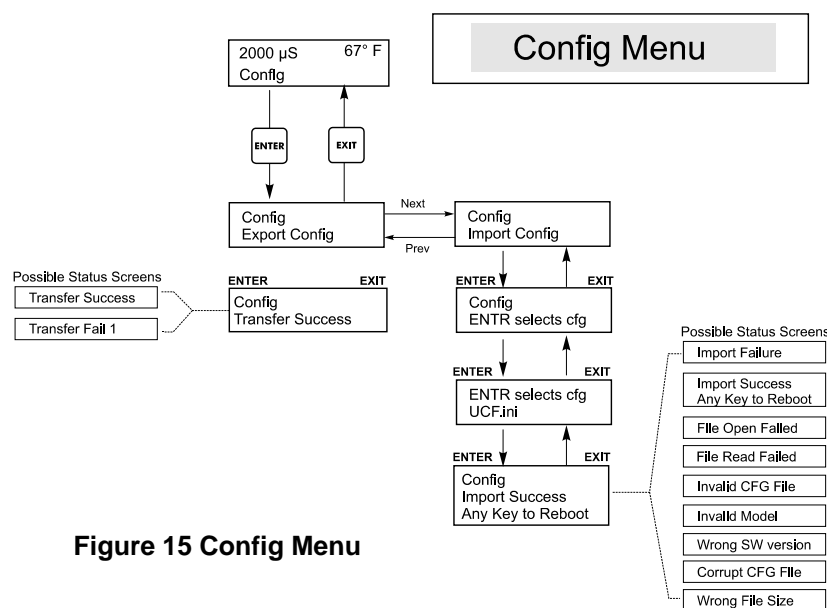 Config Menu
2000 µS 67° F
Config
ENTER EXIT
Config
Export Config
Next
Prev
Config
Import Config
Possible Status Screens
Transfer Success
Transfer Fail 1
ENTER EXIT
Config
Transfer Success
ENTER EXIT
Config
ENTR selects cfg
ENTER EXIT
ENTR selects cfg
UCF.ini
ENTER EXIT
Config
Import Success
Any Key to Reboot
Possible Status Screens
Import Failure
Import Success
Any Key to Reboot
File Open Failed
File Read Failed
Invalid CFG File
Invalid Model
Wrong SW version
Corrupt CFG File
Wrong File Size
Figure 15 Config Menu